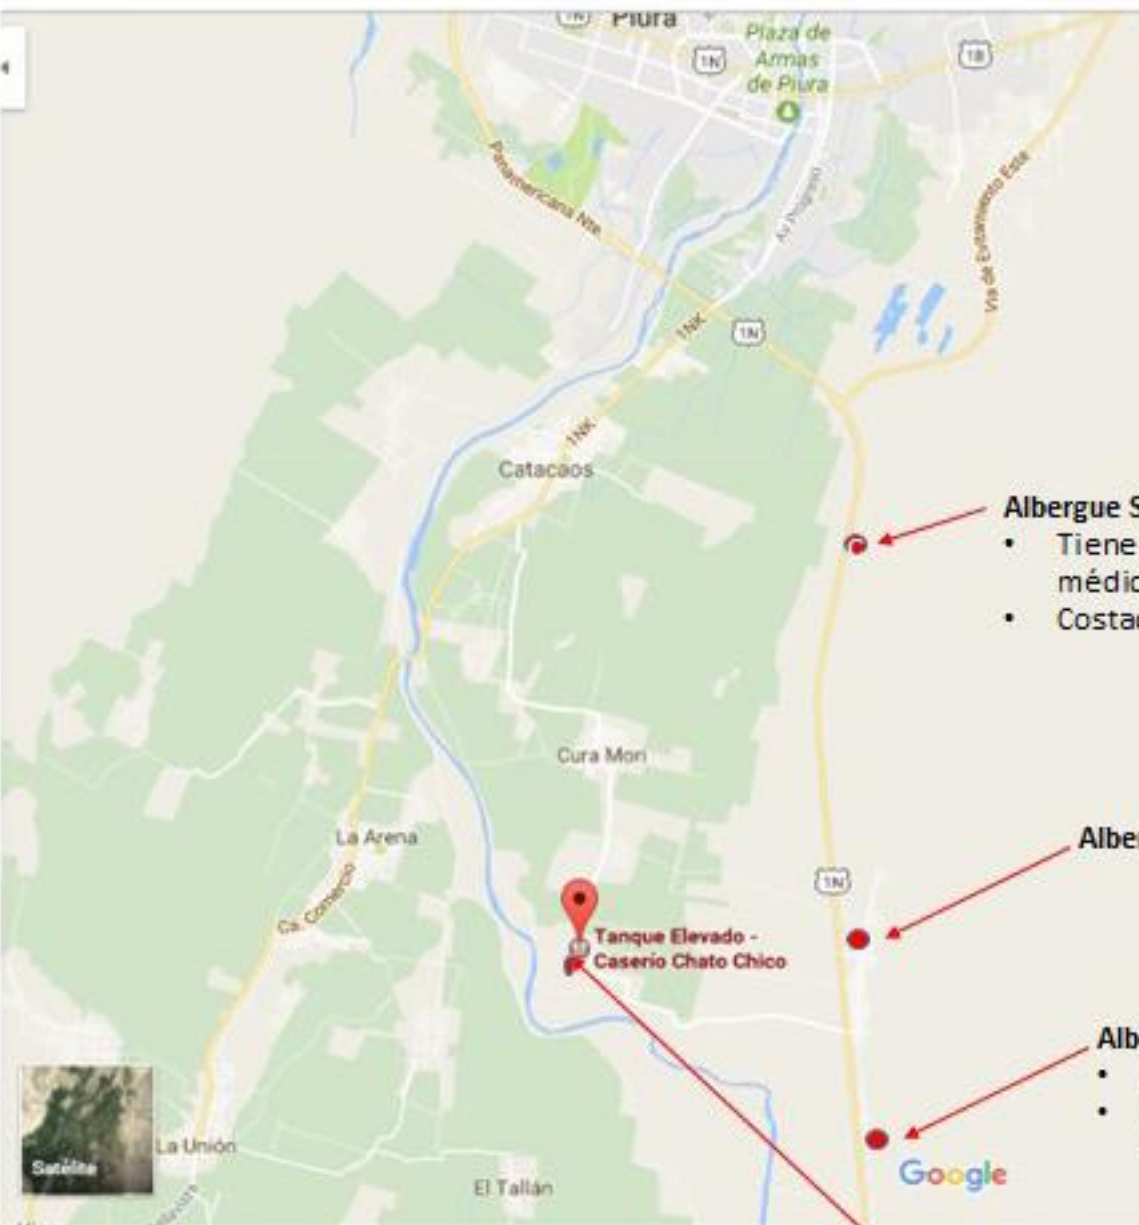 1N
Piura
Plaza de
Armas
de Piura
1N
1B
Panamericana Nte.
Av Progreso
Vía de Evitamiento Este
1NK
1N
1NK
Catacaos
Albergue S
• Tiene
médic
• Costa
Cura Mori
La Arena
Alber
1N
Ca. Comercio
Tanque Elevado -
Caserío Chato Chico
Alb
•
•
Satélite
La Unión
El Tallán
Google